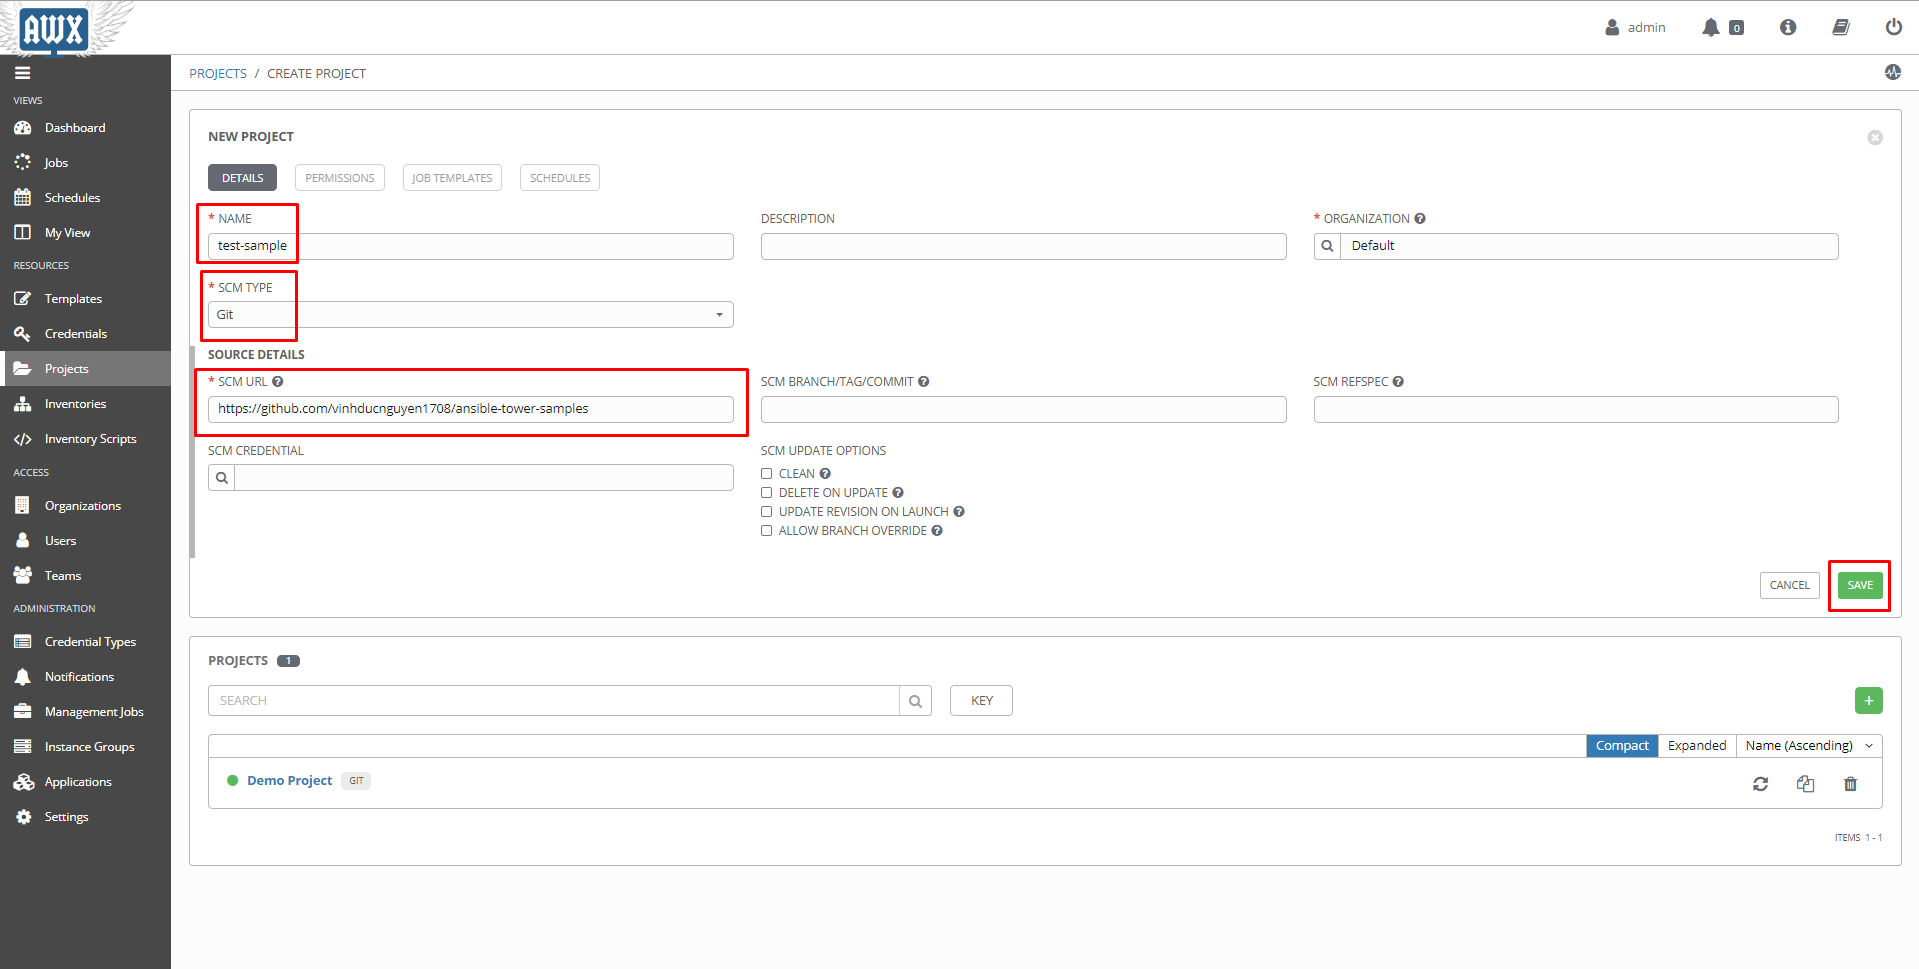 AWX
admin
0
VIEWS
Dashboard
Jobs
Schedules
My View
RESOURCES
Templates
Credentials
Projects
Inventories
Inventory Scripts
ACCESS
Organizations
Users
Teams
ADMINISTRATION
Credential Types
Notifications
Management Jobs
Instance Groups
Applications
Settings
PROJECTS / CREATE PROJECT
NEW PROJECT
DETAILS PERMISSIONS JOB TEMPLATES SCHEDULES
* NAME DESCRIPTION * ORGANIZATION
test-sample Default
* SCM TYPE
Git
SOURCE DETAILS
* SCM URL SCM BRANCH/TAG/COMMIT SCM REFSPEC
https://github.com/vinhducnguyen1708/ansible-tower-samples
SCM CREDENTIAL SCM UPDATE OPTIONS
CLEAN
DELETE ON UPDATE
UPDATE REVISION ON LAUNCH
ALLOW BRANCH OVERRIDE
CANCEL SAVE
PROJECTS 1
SEARCH KEY +
Compact Expanded Name (Ascending)
Demo Project GIT
ITEMS 1 - 1